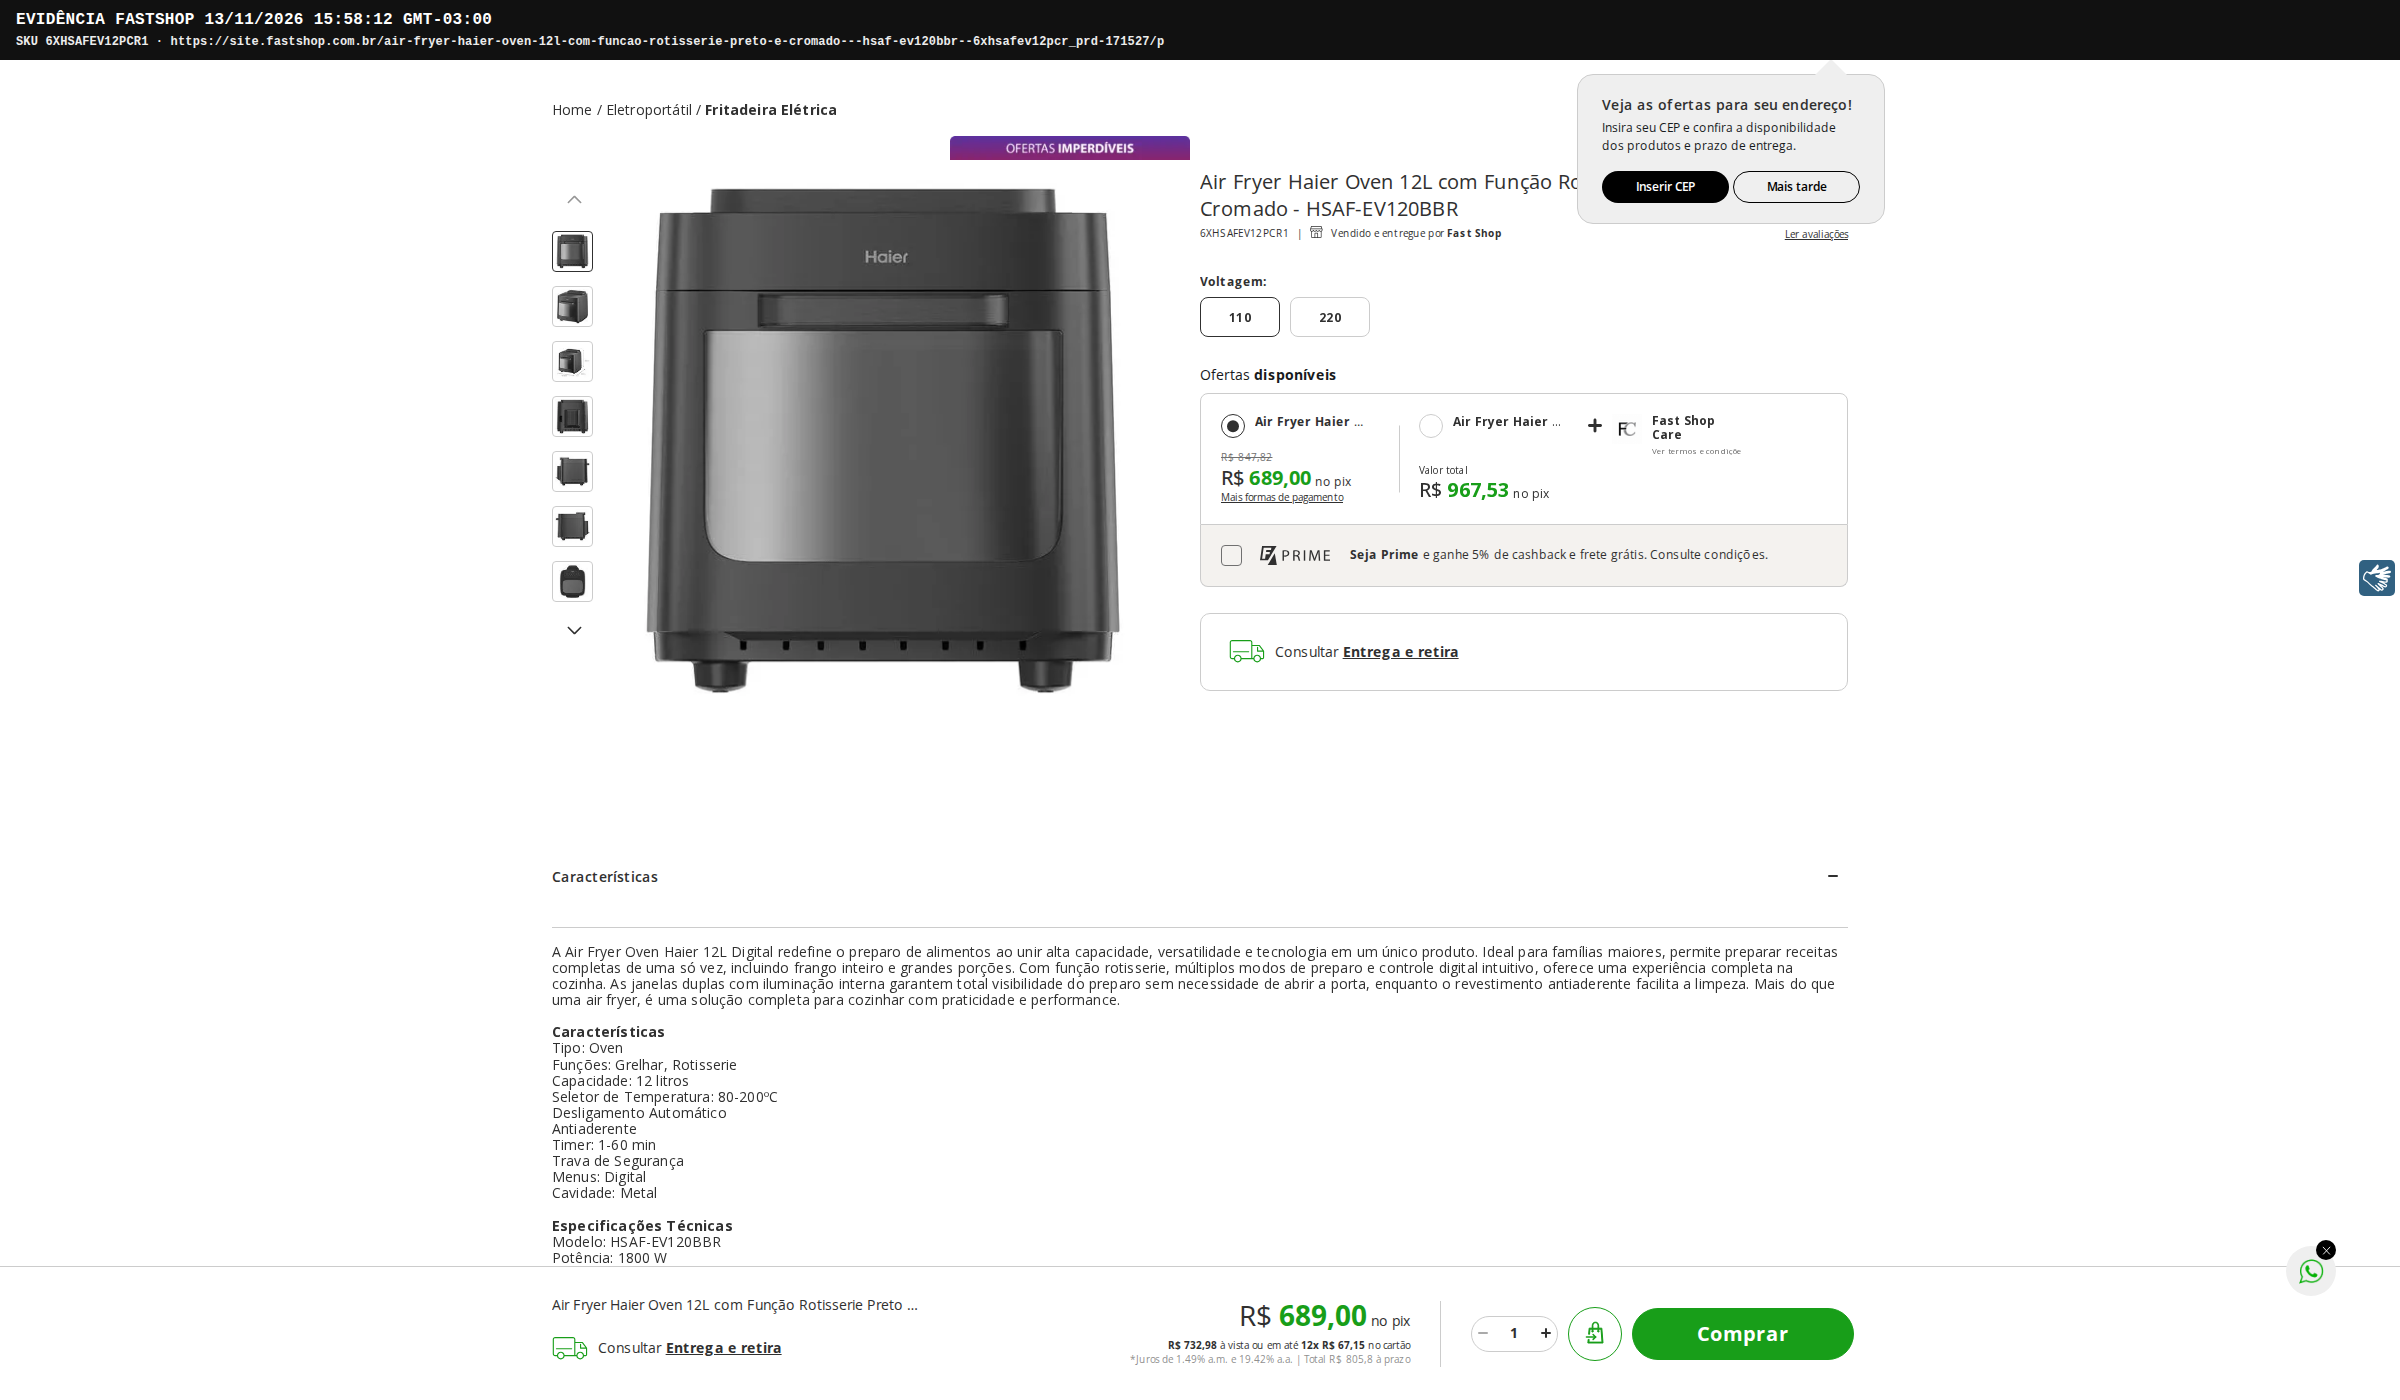 EVIDÊNCIA FASTSHOP 13/11/2026 15:58:12 GMT-03:00
SKU 6XHSAFEV12PCR1 · https://site.fastshop.com.br/air-fryer-haier-oven-12l-com-funcao-rotisserie-preto-e-cromado---hsaf-ev120bbr--6xhsafev12pcr_prd-171527/p
Home / Eletroportátil / Fritadeira Elétrica
Veja as ofertas para seu endereço!
Insira seu CEP e confira a disponibilidade
dos produtos e prazo de entrega.
Inserir CEP
Mais tarde
OFERTAS IMPERDÍVEIS
Haier
Air Fryer Haier Oven 12L com Função Ro
Cromado - HSAF-EV120BBR
6XHSAFEV12PCR1 | Vendido e entregue por Fast Shop
Ler avaliações
Voltagem:
110
220
Ofertas disponíveis
Air Fryer Haier ...
R$ 847,82
R$ 689,00 no pix
Mais formas de pagamento
Air Fryer Haier ...
+
FC
Fast Shop
Care
Ver termos e condiçõe
Valor total
R$ 967,53 no pix
PRIME
Seja Prime e ganhe 5% de cashback e frete grátis. Consulte condições.
Consultar Entrega e retira
Características
A Air Fryer Oven Haier 12L Digital redefine o preparo de alimentos ao unir alta capacidade, versatilidade e tecnologia em um único produto. Ideal para famílias maiores, permite preparar receitas
completas de uma só vez, incluindo frango inteiro e grandes porções. Com função rotisserie, múltiplos modos de preparo e controle digital intuitivo, oferece uma experiência completa na
cozinha. As janelas duplas com iluminação interna garantem total visibilidade do preparo sem necessidade de abrir a porta, enquanto o revestimento antiaderente facilita a limpeza. Mais do que
uma air fryer, é uma solução completa para cozinhar com praticidade e performance.
Características
Tipo: Oven
Funções: Grelhar, Rotisserie
Capacidade: 12 litros
Seletor de Temperatura: 80-200ºC
Desligamento Automático
Antiaderente
Timer: 1-60 min
Trava de Segurança
Menus: Digital
Cavidade: Metal
Especificações Técnicas
Modelo: HSAF-EV120BBR
Potência: 1800 W
Air Fryer Haier Oven 12L com Função Rotisserie Preto ...
Consultar Entrega e retira
R$ 689,00 no pix
R$ 732,98 à vista ou em até 12x R$ 67,15 no cartão
*Juros de 1.49% a.m. e 19.42% a.a. | Total R$ 805,8 à prazo
1
Comprar